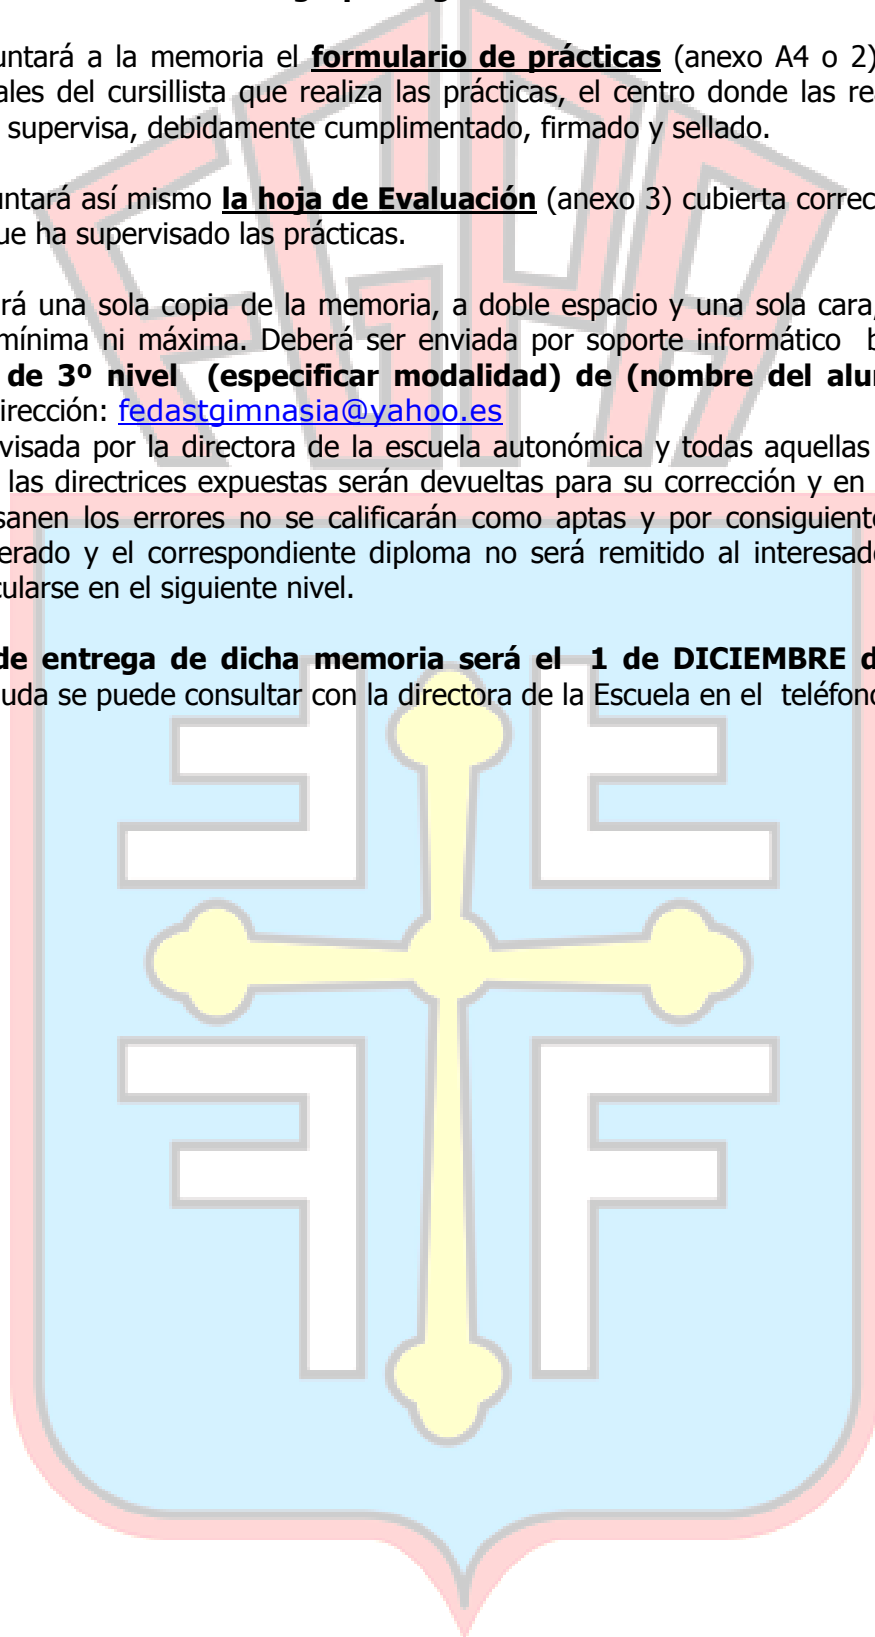 untará a la memoria el formulario de prácticas (anexo A4 o 2)
ales del cursillista que realiza las prácticas, el centro donde las rea
supervisa, debidamente cumplimentado, firmado y sellado.
untará así mismo la hoja de Evaluación (anexo 3) cubierta correc
ue ha supervisado las prácticas.
rá una sola copia de la memoria, a doble espacio y una sola cara,
mínima ni máxima. Deberá ser enviada por soporte informático b
de 3º nivel (especificar modalidad) de (nombre del alur
irección: fedastgimnasia@yahoo.es
visada por la directora de la escuela autonómica y todas aquellas
las directrices expuestas serán devueltas para su corrección y en
sanen los errores no se calificarán como aptas y por consiguiente
erado y el correspondiente diploma no será remitido al interesado
cularse en el siguiente nivel.
de entrega de dicha memoria será el 1 de DICIEMBRE d
uda se puede consultar con la directora de la Escuela en el teléfono
FGPA